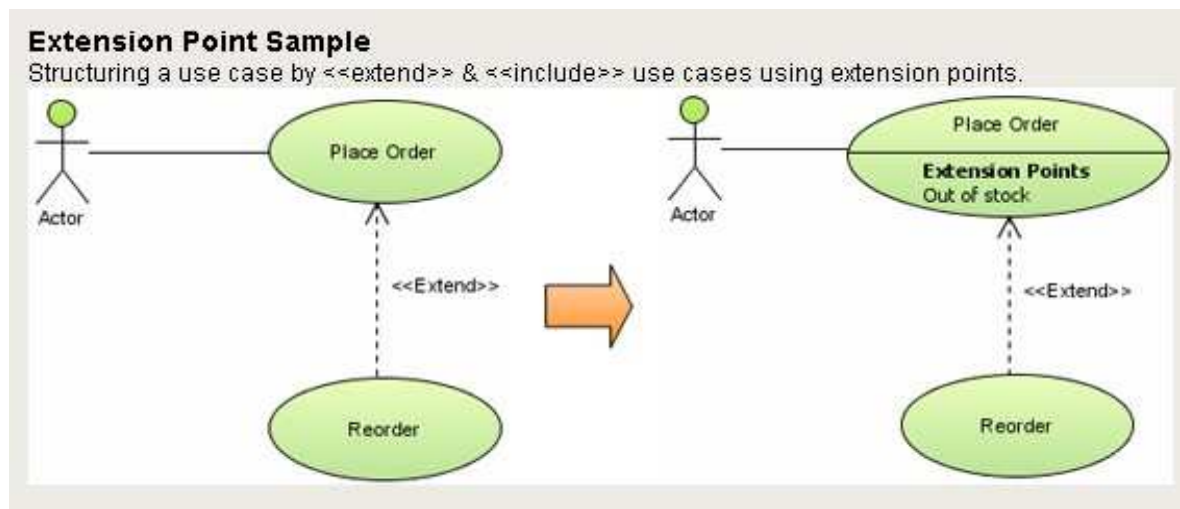 Extension Point Sample
Structuring a use case by <<extend>> & <<include>> use cases using extension points.
Place Order
Actor
<<Extend>>
Reorder
Place Order
Extension Points
Out of stock
Actor
<<Extend>>
Reorder